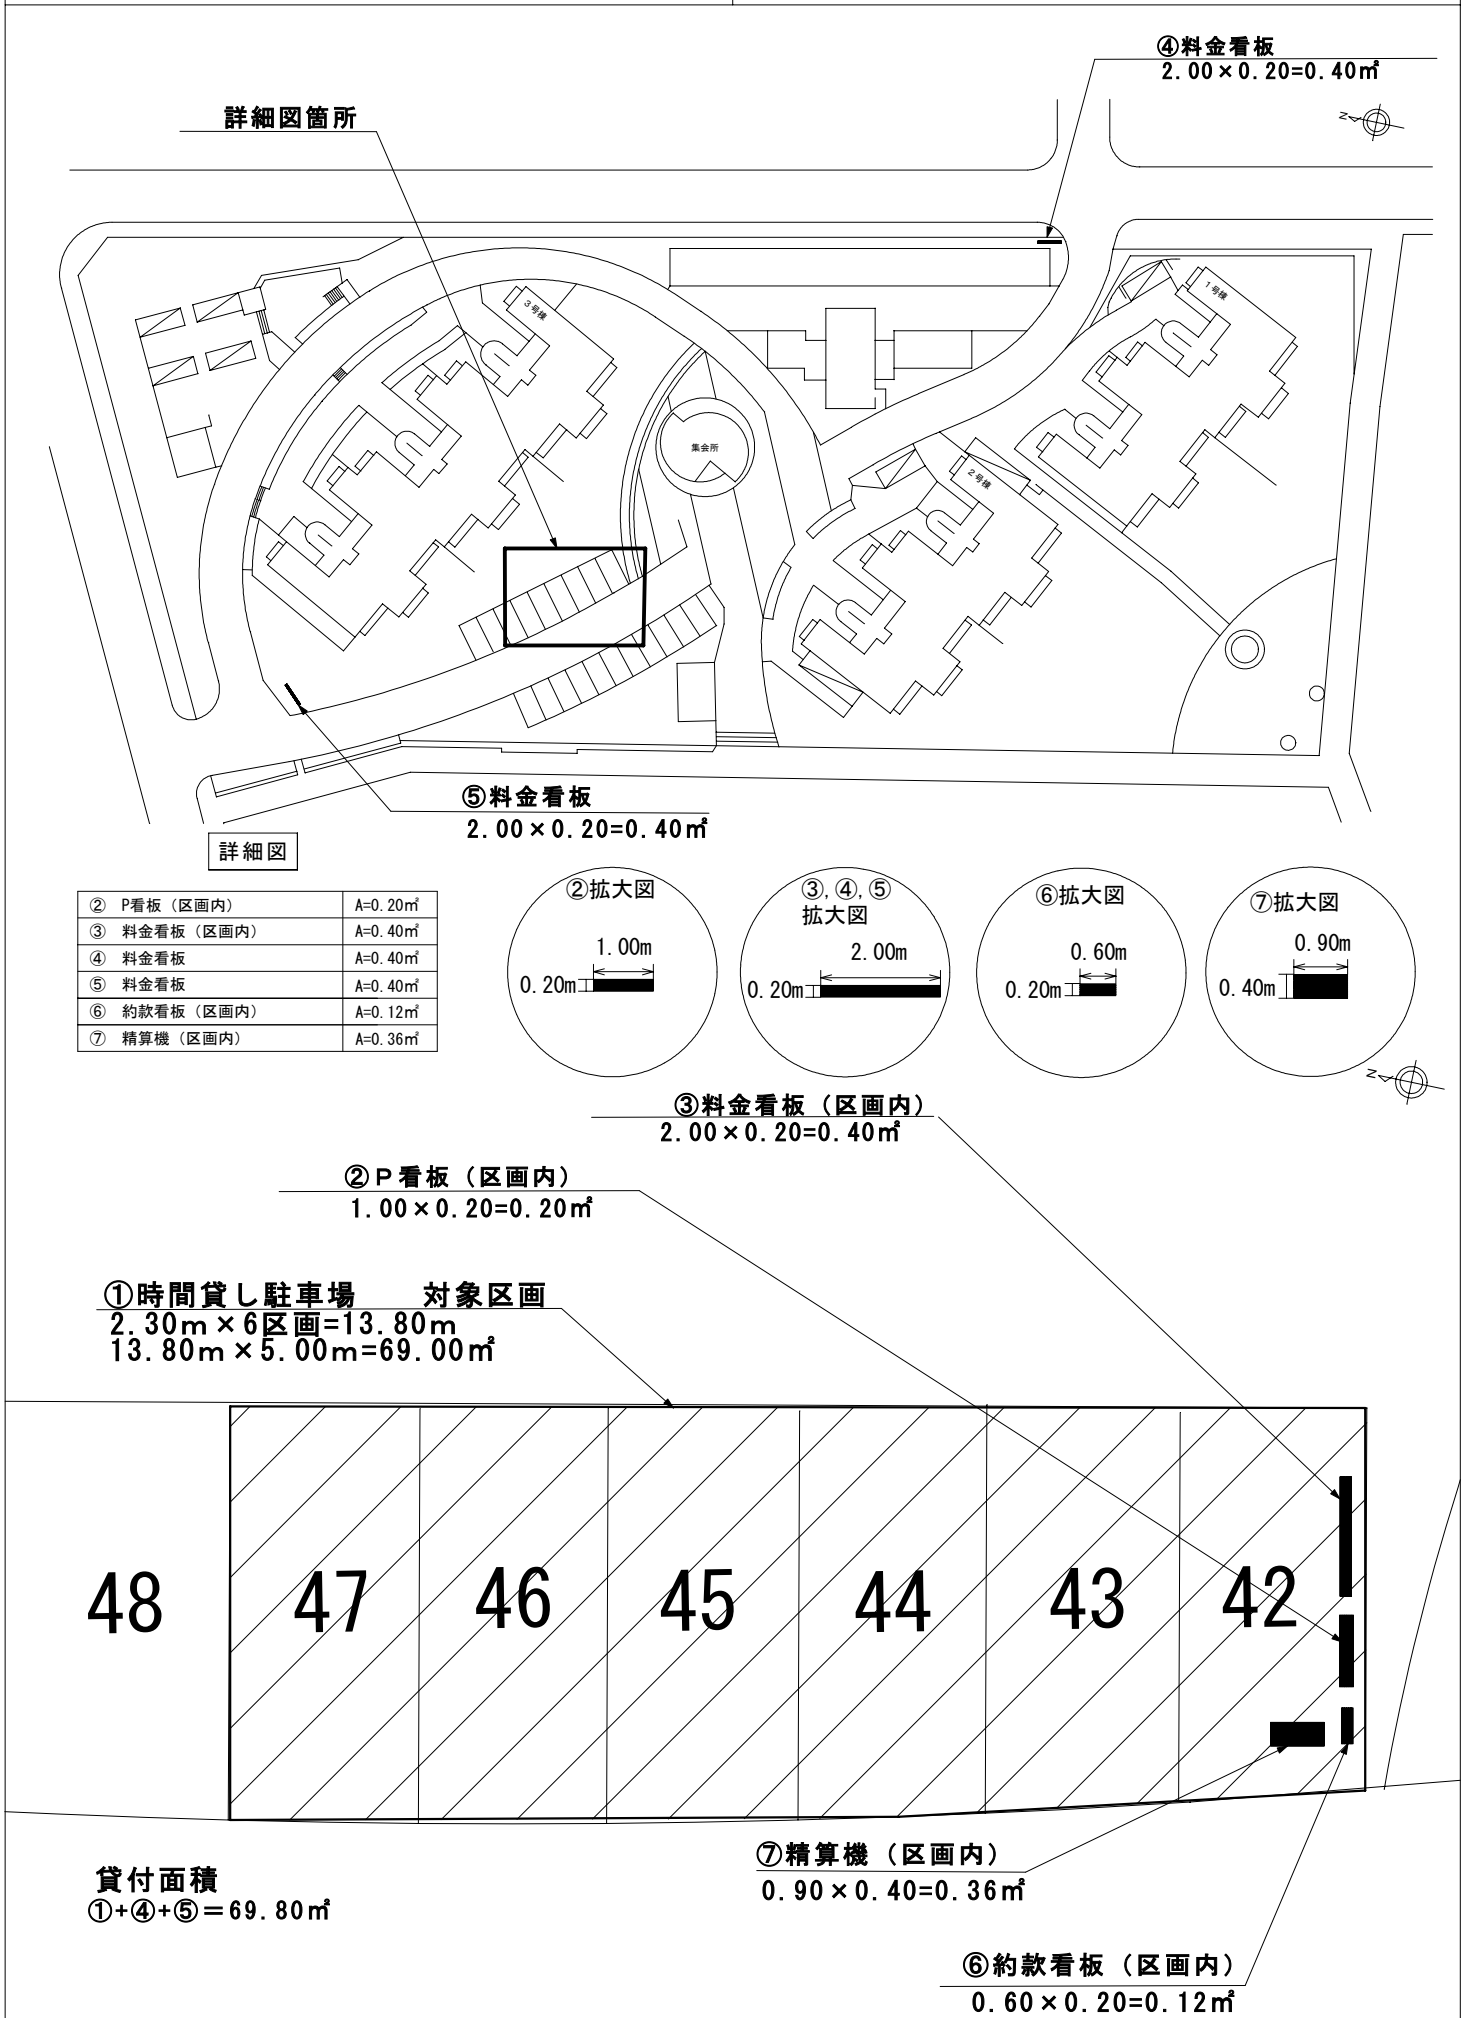 ④料金看板
2.00×0.20=0.40㎡
詳細図箇所
N
3号棟
1号棟
集会所
2号棟
⑤料金看板
2.00×0.20=0.40㎡
詳細図
② P看板（区画内） A=0.20㎡
③ 料金看板（区画内） A=0.40㎡
④ 料金看板 A=0.40㎡
⑤ 料金看板 A=0.40㎡
⑥ 約款看板（区画内） A=0.12㎡
⑦ 精算機（区画内） A=0.36㎡
②拡大図
1.00m
0.20m
③,④,⑤
拡大図
2.00m
0.20m
⑥拡大図
0.60m
0.20m
⑦拡大図
0.90m
0.40m
N
③料金看板（区画内）
2.00×0.20=0.40㎡
②P看板（区画内）
1.00×0.20=0.20㎡
①時間貸し駐車場 対象区画
2.30m×6区画=13.80m
13.80m×5.00m=69.00㎡
48 47 46 45 44 43 42
⑦精算機（区画内）
0.90×0.40=0.36㎡
貸付面積
①+④+⑤=69.80㎡
⑥約款看板（区画内）
0.60×0.20=0.12㎡